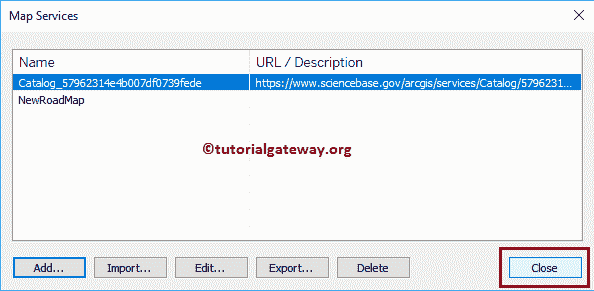 Map Services
Name URL / Description
Catalog_57962314e4b007df0739fede https://www.sciencebase.gov/arcgis/services/Catalog/5796231...
NewRoadMap
©tutorialgateway.org
Add... Import... Edit... Export... Delete Close